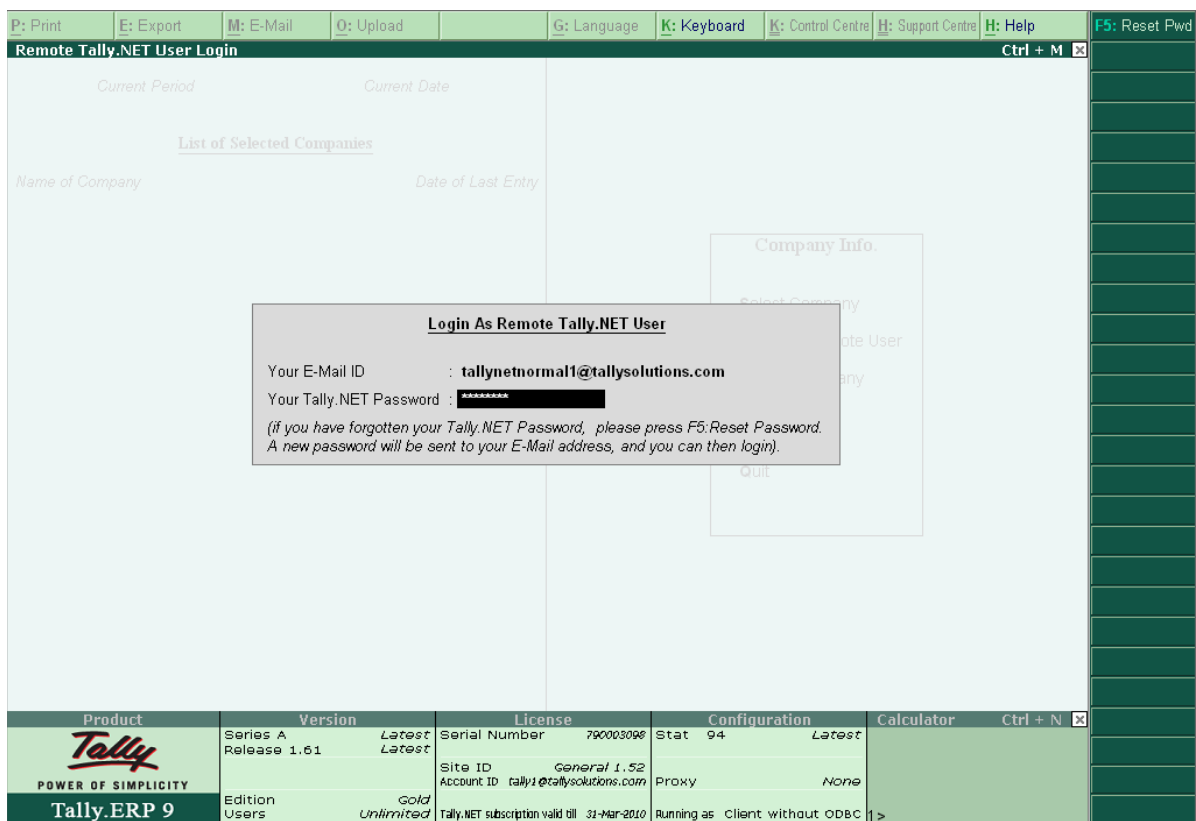 P: Print E: Export M: E-Mail O: Upload G: Language K: Keyboard K: Control Centre H: Support Centre H: Help F5: Reset Pwd
Remote Tally.NET User Login Ctrl + M
Current Period Current Date
List of Selected Companies
Name of Company Date of Last Entry
Company Info.
Select Company
ote User
any
Login As Remote Tally.NET User
Your E-Mail ID : tallynetnormal1@tallysolutions.com
Your Tally.NET Password : ********
(if you have forgotten your Tally.NET Password, please press F5:Reset Password.
A new password will be sent to your E-Mail address, and you can then login).
Quit
Product Version License Configuration Calculator Ctrl + N
Tally
POWER OF SIMPLICITY
Tally.ERP 9
Series A Latest
Release 1.61 Latest
Edition Gold
Users Unlimited
Serial Number 790003098
Site ID General 1.52
Account ID tally1@tallysolutions.com
Tally.NET subscription valid till 31-Mar-2010
Stat 94 Latest
Proxy None
Running as Client without ODBC
1 >